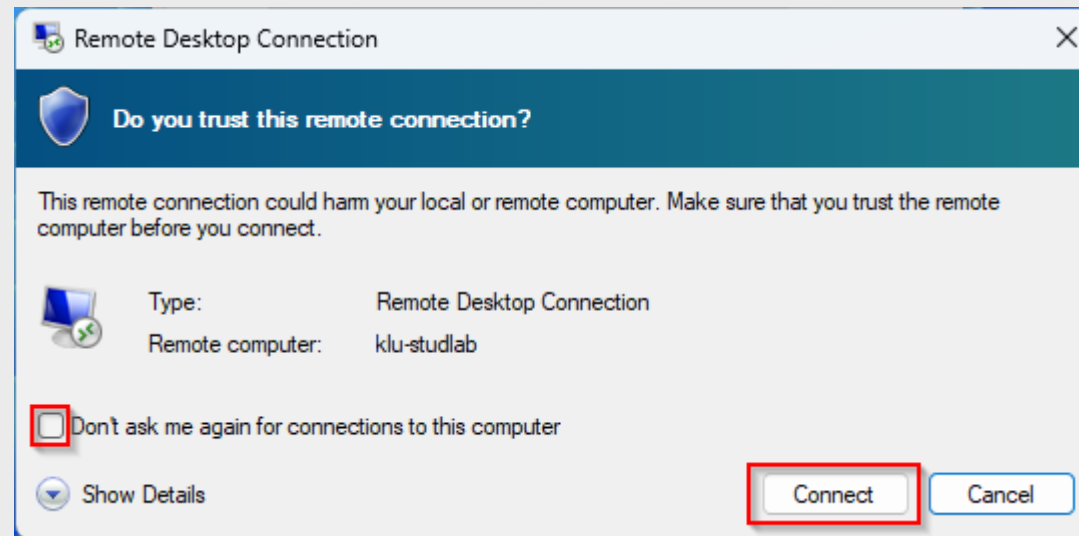 Remote Desktop Connection
Do you trust this remote connection?
This remote connection could harm your local or remote computer. Make sure that you trust the remote
computer before you connect.
Type: Remote Desktop Connection
Remote computer: klu-studlab
Don't ask me again for connections to this computer
Show Details Connect Cancel